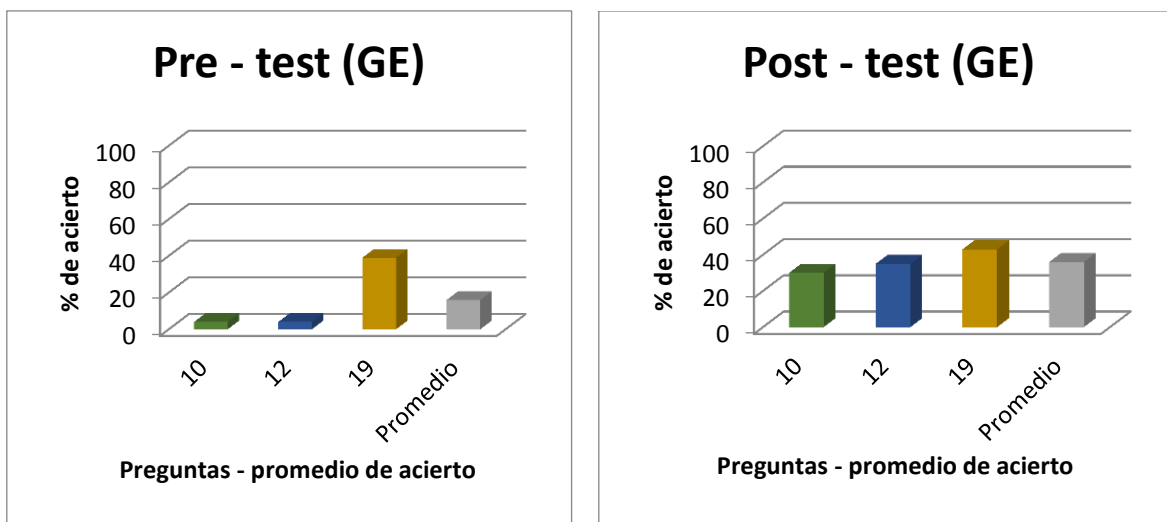 Pre - test (GE)
% de acierto
100
80
60
40
20
0
10
12
19
Promedio
Preguntas - promedio de acierto
Post - test (GE)
% de acierto
100
80
60
40
20
0
10
12
19
Promedio
Preguntas - promedio de acierto